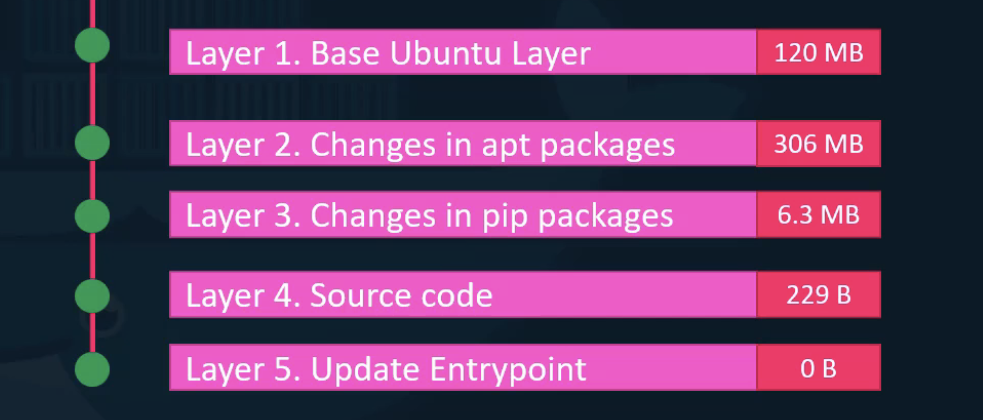 Layer 1. Base Ubuntu Layer 120 MB
Layer 2. Changes in apt packages 306 MB
Layer 3. Changes in pip packages 6.3 MB
Layer 4. Source code 229 B
Layer 5. Update Entrypoint 0 B